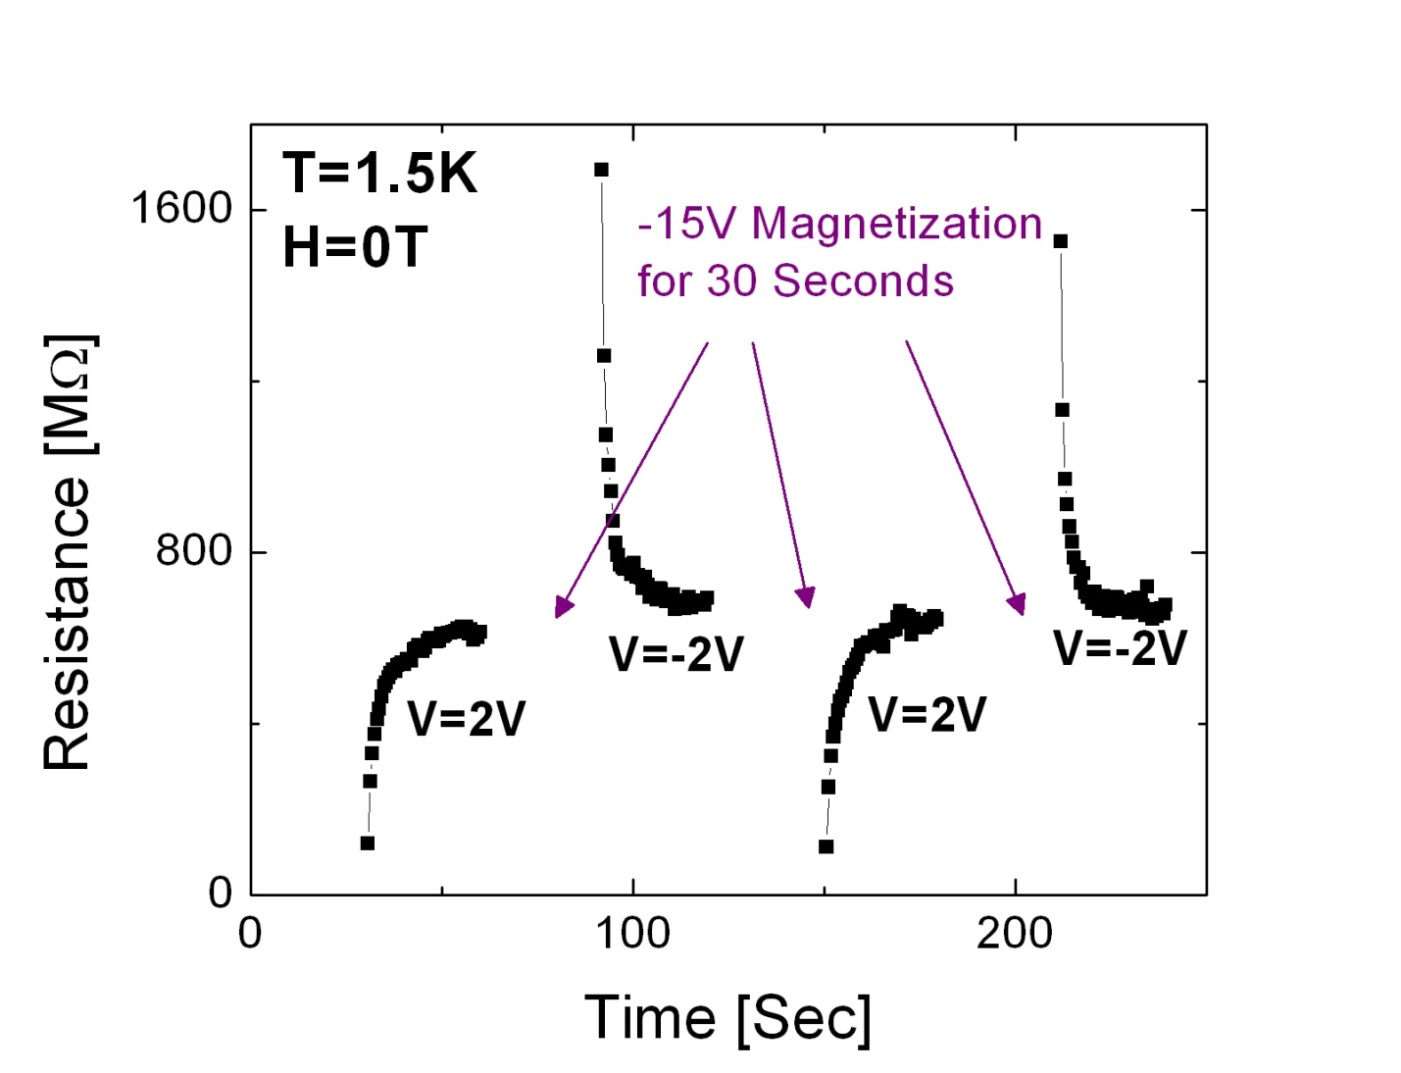 T=1.5K
H=0T
-15V Magnetization
for 30 Seconds
1600
800
0
Resistance [MΩ]
V=2V
V=-2V
V=2V
V=-2V
0
100
200
Time [Sec]